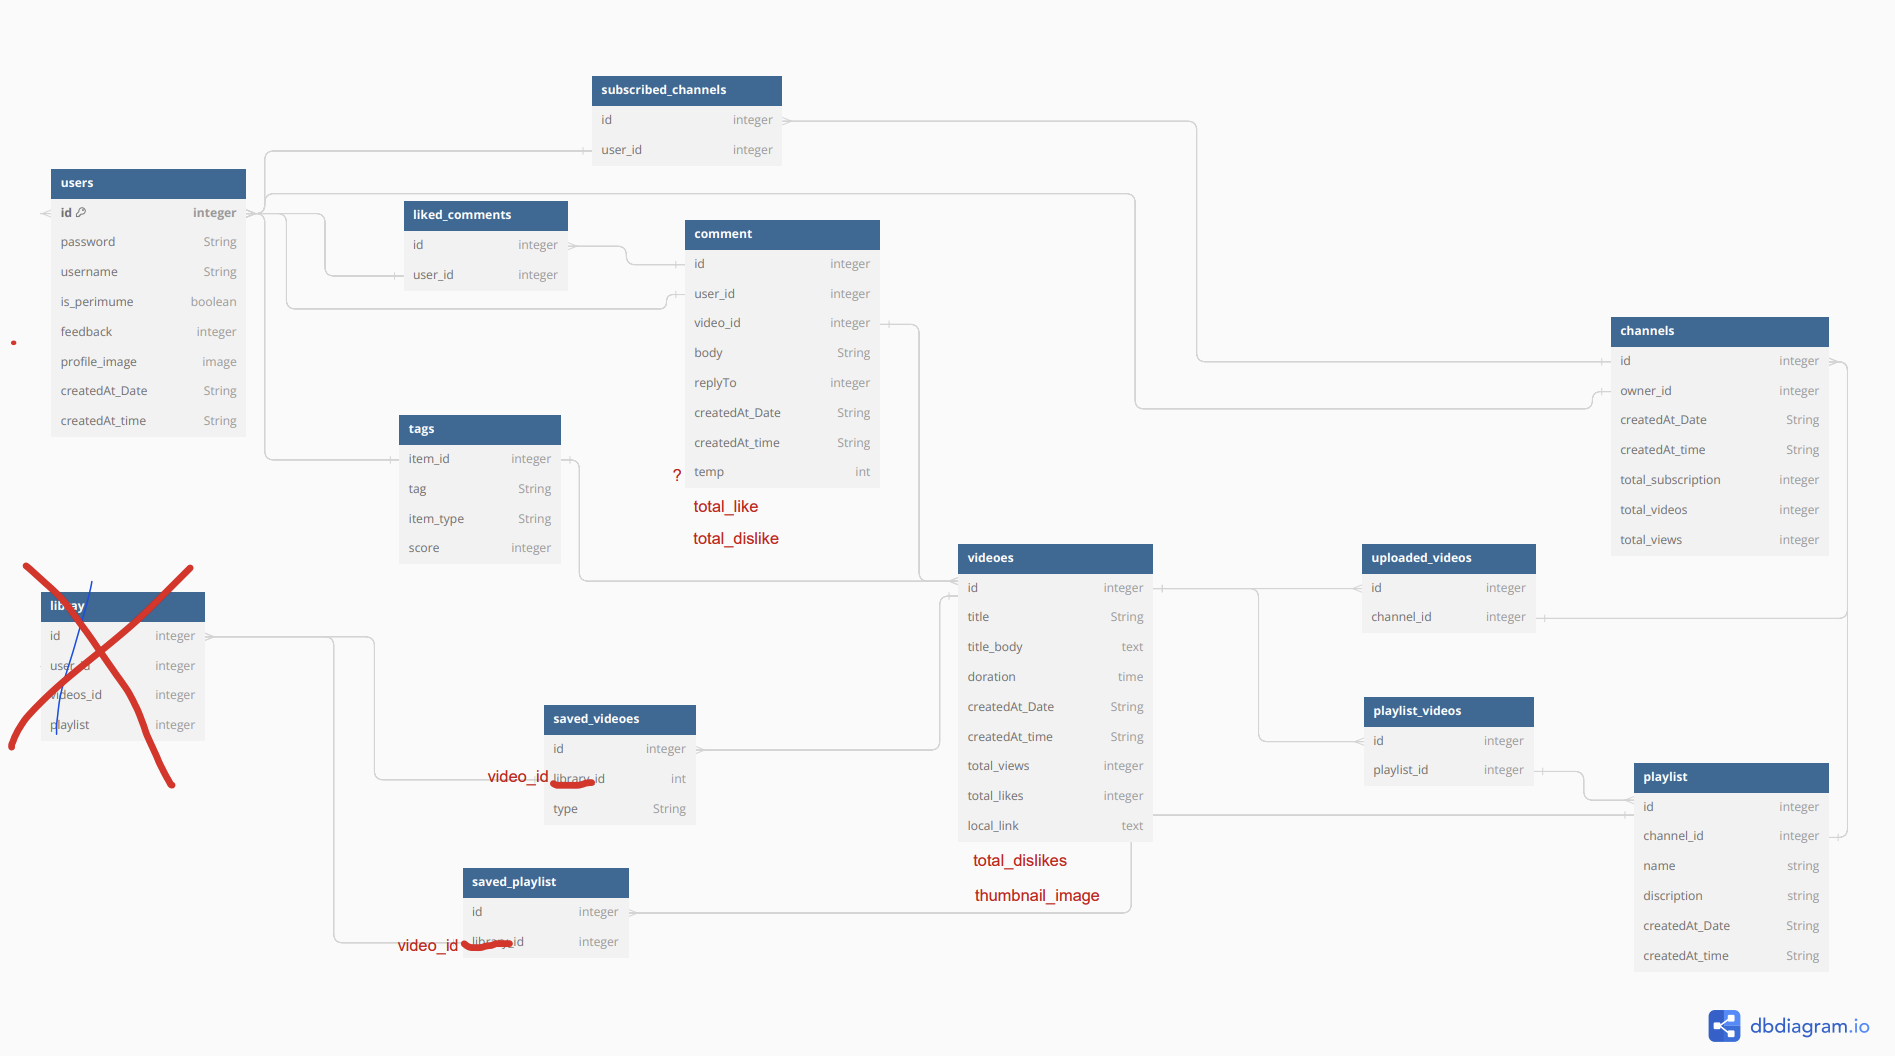 subscribed_channels
id integer
user_id integer
users
id integer
password String
username String
is_perimume boolean
feedback integer
profile_image image
createdAt_Date String
createdAt_time String
liked_comments
id integer
user_id integer
comment
id integer
user_id integer
video_id integer
body String
replyTo integer
createdAt_Date String
createdAt_time String
? temp int
total_like
total_dislike
channels
id integer
owner_id integer
createdAt_Date String
createdAt_time String
total_subscription integer
total_videos integer
total_views integer
tags
item_id integer
tag String
item_type String
score integer
libray
id integer
user_id integer
videos_id integer
playlist integer
videoes
id integer
title String
title_body text
doration time
createdAt_Date String
createdAt_time String
total_views integer
total_likes integer
local_link text
total_dislikes
thumbnail_image
uploaded_videos
id integer
channel_id integer
saved_videoes
id integer
video_id library_id int
type String
playlist_videos
id integer
playlist_id integer
playlist
id integer
channel_id integer
name string
discription string
createdAt_Date String
createdAt_time String
saved_playlist
id integer
video_id library_id integer
dbdiagram.io